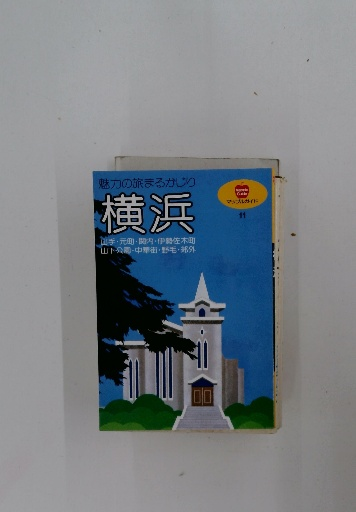 魅力の旅まるかじり
横浜
山手・元町・関内・伊勢佐木町
山下公園・中華街・野毛・郊外
マップルガイド
11